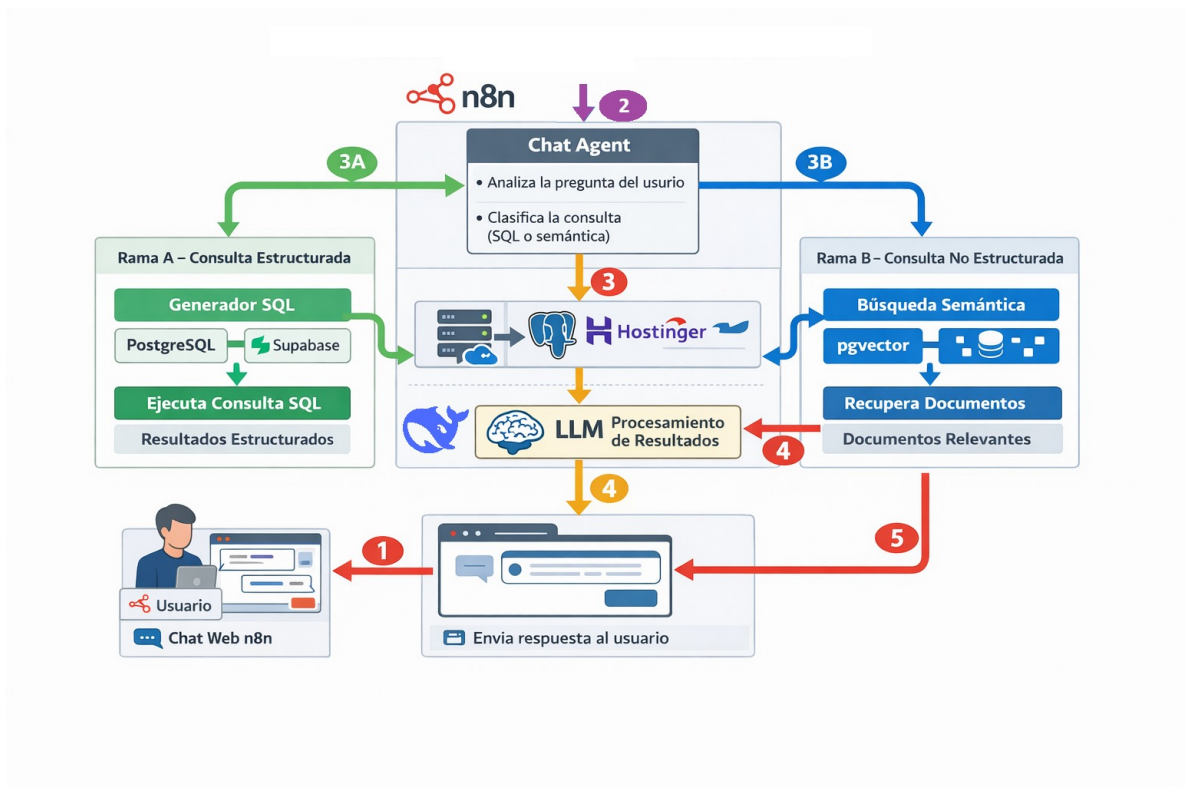 n8n
2
Chat Agent
• Analiza la pregunta del usurio
• Clasifica la consulta
(SQL o semántica)
3A
3B
Rama A – Consulta Estructurada
Generador SQL
PostgreSQL
Supabase
Ejecuta Consulta SQL
Resultados Estructurados
3
Hostinger
LLM
Procesamiento
de Resultados
Rama B – Consulta No Estructurada
Bűsqueda Semántica
pgvector
Recupera Documentos
Documentos Relevantes
4
4
5
1
Usuario
Chat Web n8n
Envia respuesta al usuario